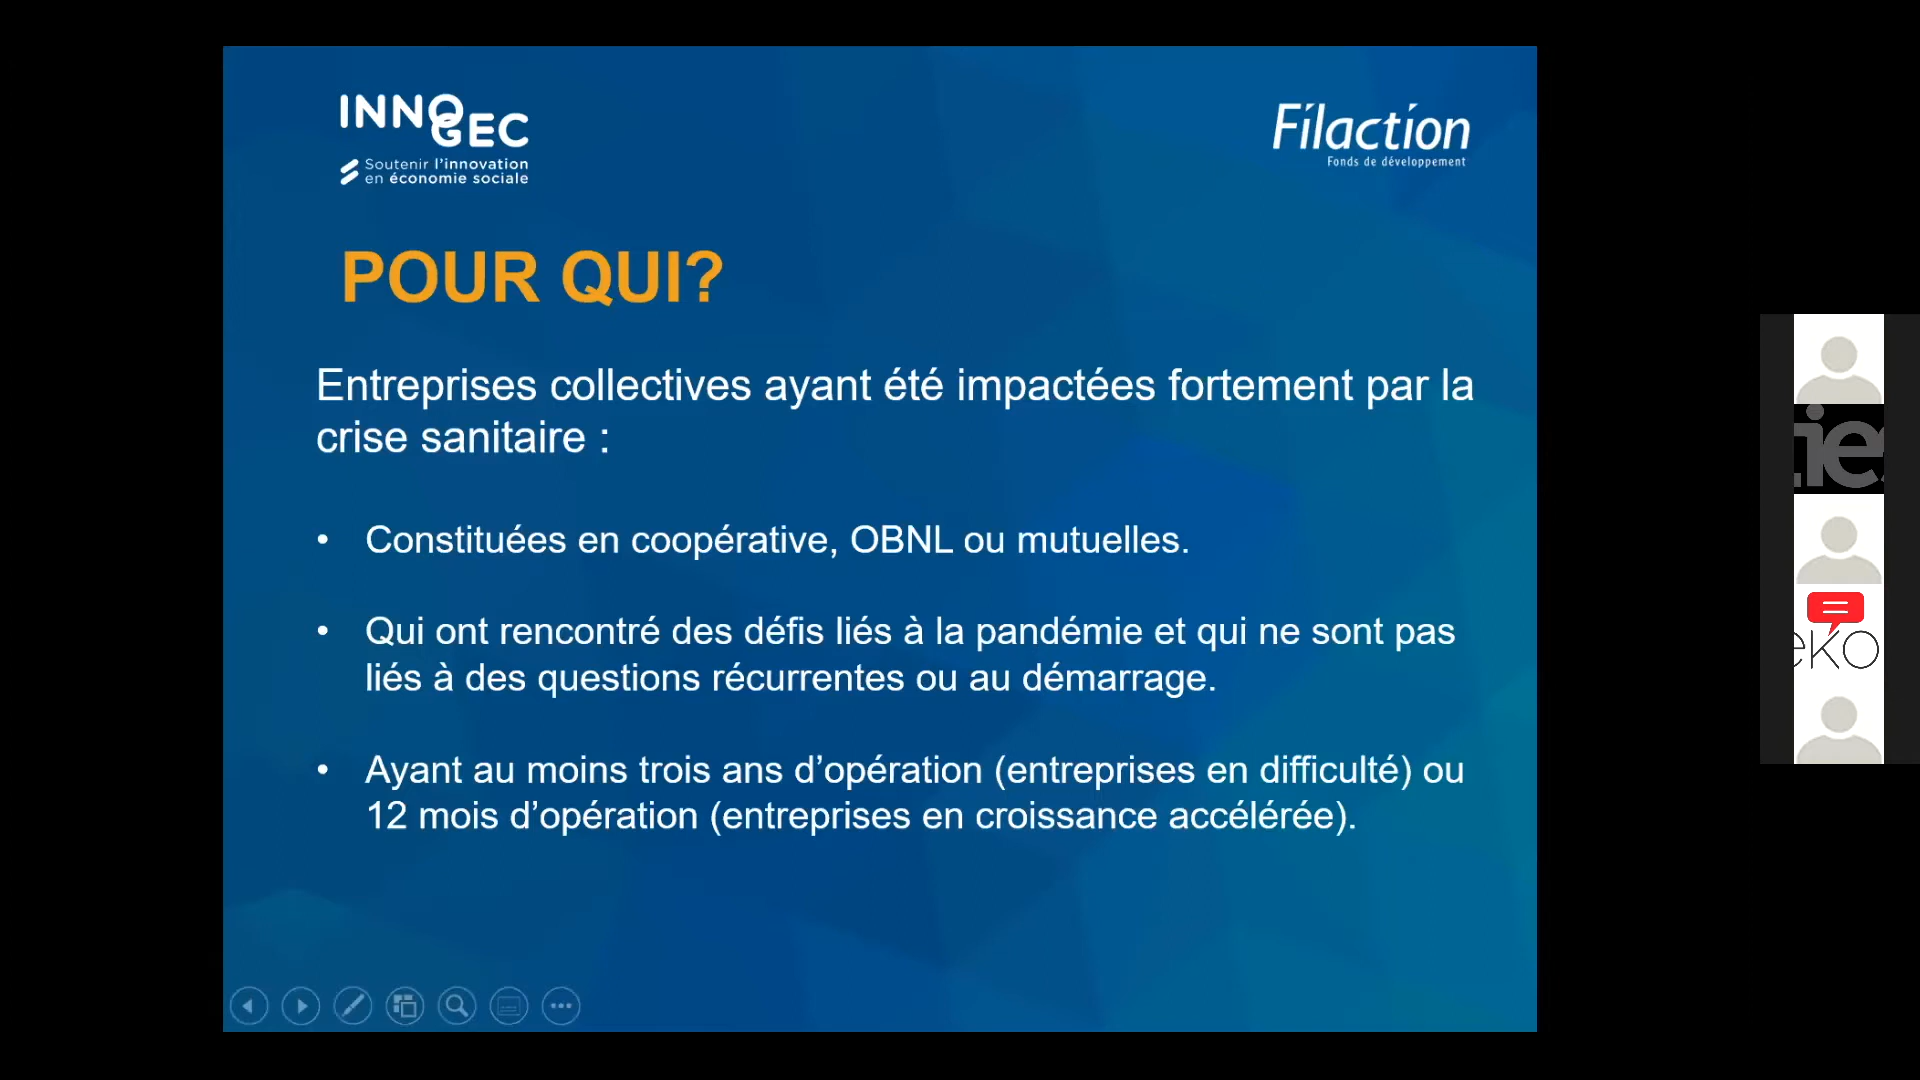 INNOGEC
Soutenir l'innovation
en économie sociale
Filaction
Fonds de développement
POUR QUI?
Entreprises collectives ayant été impactées fortement par la
crise sanitaire :
• Constituées en coopérative, OBNL ou mutuelles.
• Qui ont rencontré des défis liés à la pandémie et qui ne sont pas
liés à des questions récurrentes ou au démarrage.
• Ayant au moins trois ans d’opération (entreprises en difficulté) ou
12 mois d’opération (entreprises en croissance accélérée).